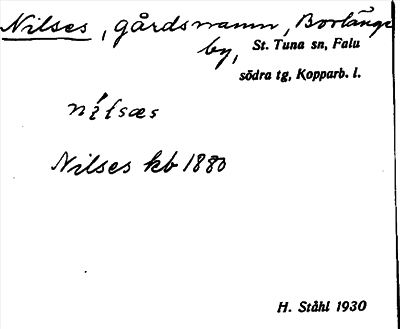 Nilses, gårdsnamn, Borlänge
by, St. Tuna sn, Falu
södra tg, Kopparb. l.
nílsæs
Nilses kb 1880
H. Ståhl 1930